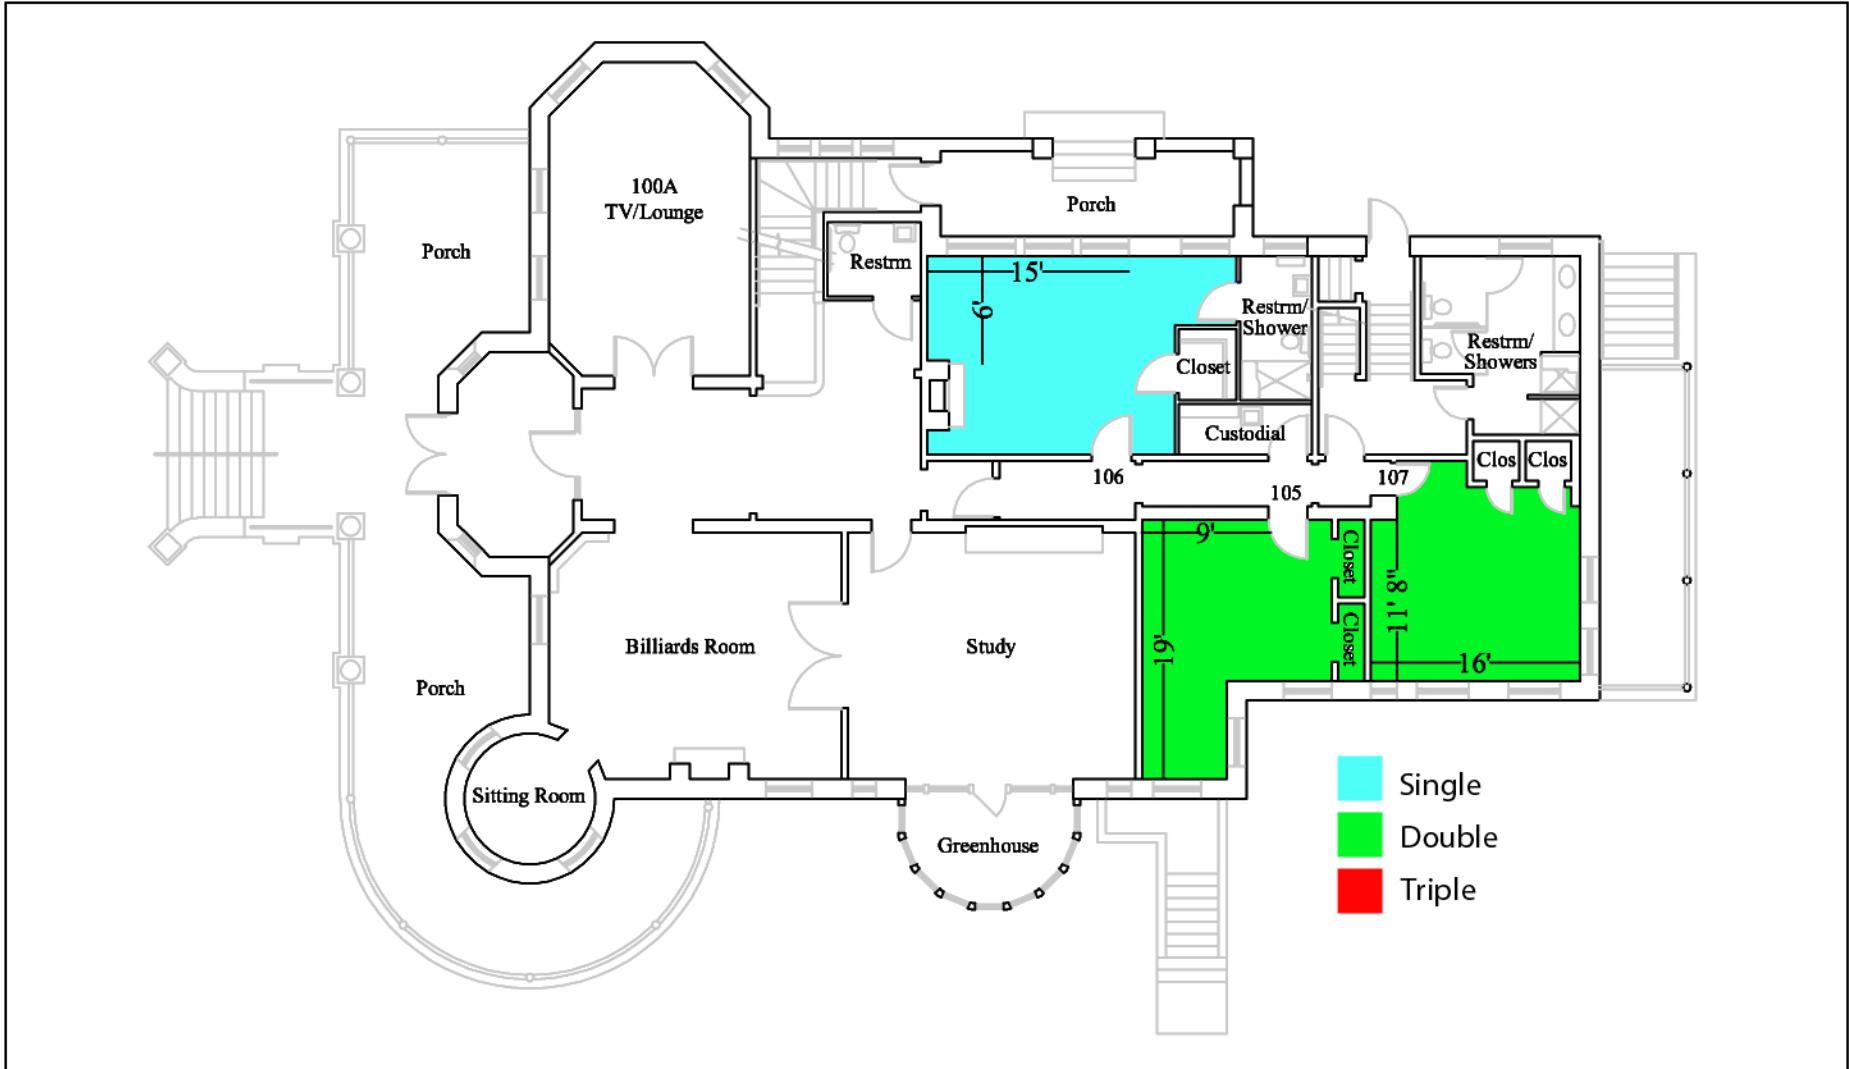 100A
TV/Lounge
Porch
Porch
Restrm
15'
6'
Restrm/
Shower
Closet
Restrm/
Showers
Custodial
Clos
Clos
106
107
105
9'
Closet
11' 8"
19'
Closet
16'
Billiards Room
Study
Porch
Sitting Room
Greenhouse
Single
Double
Triple